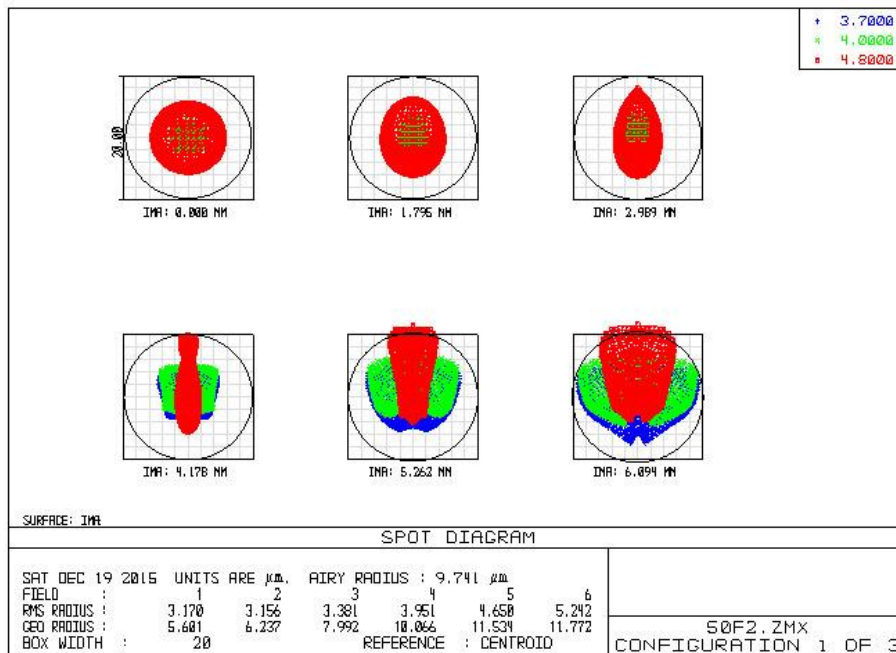 3.7000
4.0000
4.8000
20.00
IMA: 0.000 MM
IMA: 1.795 MM
IMA: 2.989 MM
IMA: 4.178 MM
IMA: 5.262 MM
IMA: 6.094 MM
SURFACE: IMA
SPOT DIAGRAM
SAT DEC 19 2015 UNITS ARE µm. AIRY RADIUS : 9.741 µm
FIELD : 1 2 3 4 5 6
RMS RADIUS : 3.170 3.156 3.381 3.951 4.650 5.242
GEO RADIUS : 5.601 6.237 7.992 10.066 11.534 11.772
BOX WIDTH : 20 REFERENCE : CENTROID
50F2.ZMX
CONFIGURATION 1 OF 3